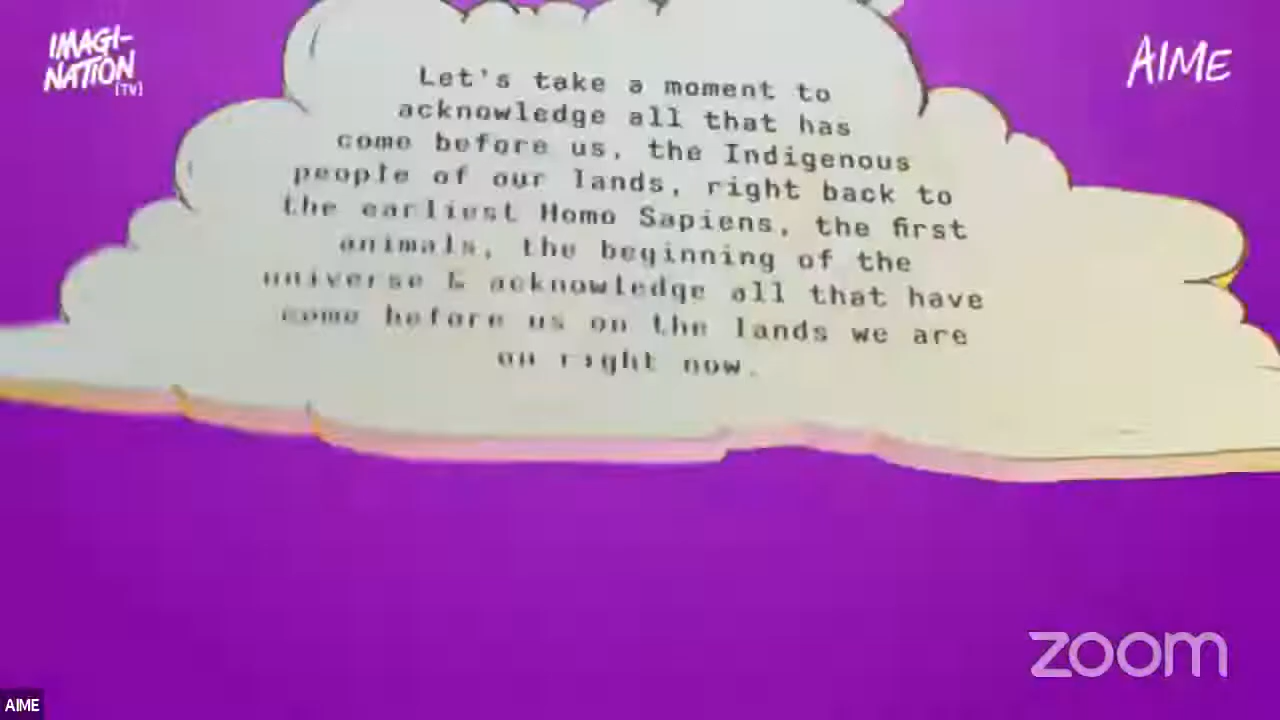 IMAGI-
NATION
[TV]
AIME
Let's take a moment to
acknowledge all that has
come before us, the Indigenous
people of our lands, right back to
the earliest Homo Sapiens, the first
animals, the beginning of the
universe & acknowledge all that have
come before us on the lands we are
on right now.
zoom
AIME